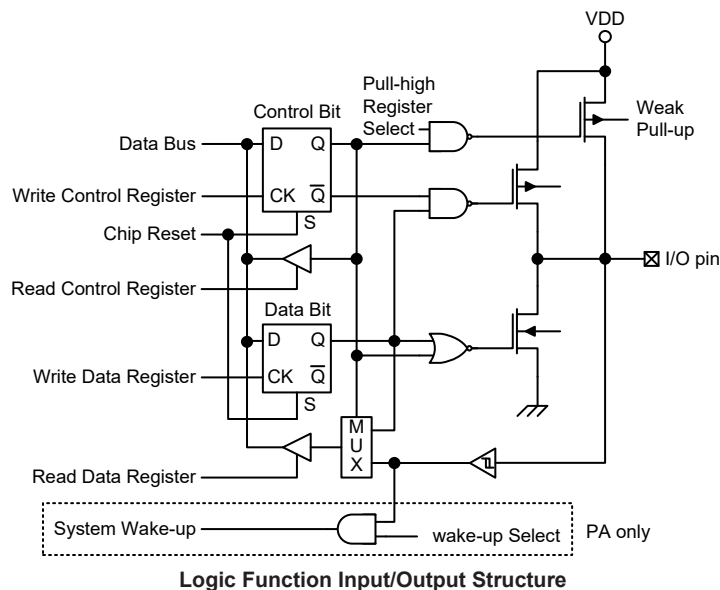 VDD
Pull-high
Register
Select
Weak
Pull-up
Control Bit
Data Bus
D
Q
Write Control Register
CK
Q
S
Chip Reset
I/O pin
Read Control Register
Data Bit
D
Q
Write Data Register
CK
Q
S
M
U
X
Read Data Register
System Wake-up
wake-up Select
PA only
Logic Function Input/Output Structure